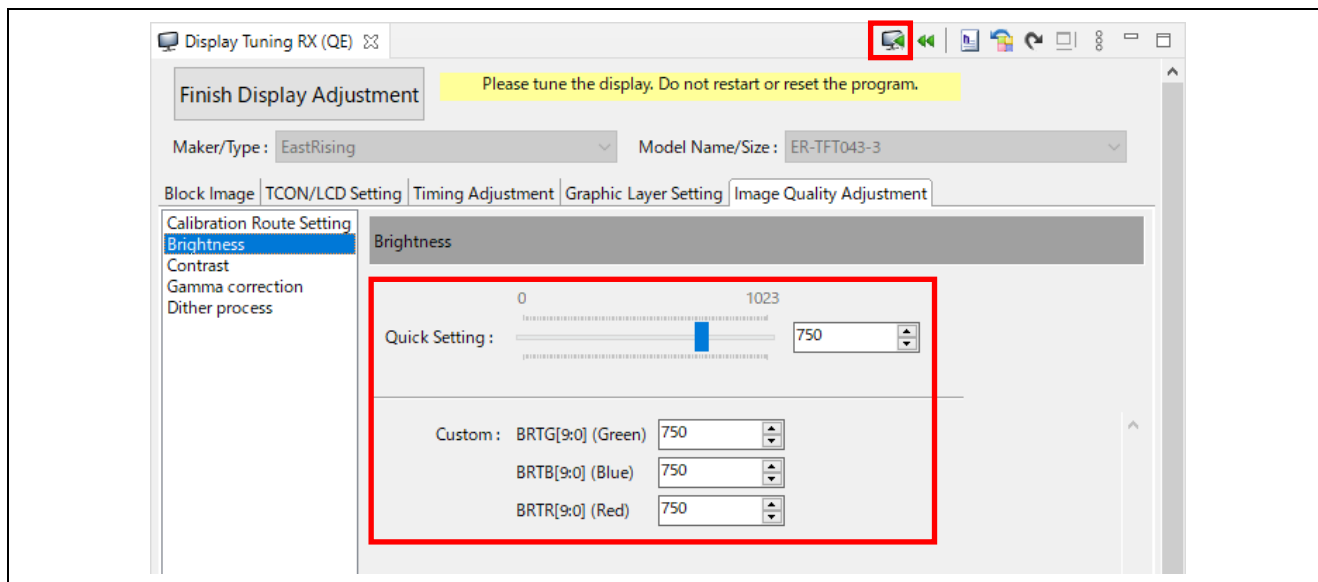 Display Tuning RX (QE)
Finish Display Adjustment
Please tune the display. Do not restart or reset the program.
Maker/Type : EastRising
Model Name/Size : ER-TFT043-3
Block Image TCON/LCD Setting Timing Adjustment Graphic Layer Setting Image Quality Adjustment
Calibration Route Setting
Brightness
Contrast
Gamma correction
Dither process
Brightness
0 1023
Quick Setting : 750
Custom : BRTG[9:0] (Green) 750
BRTB[9:0] (Blue) 750
BRTR[9:0] (Red) 750